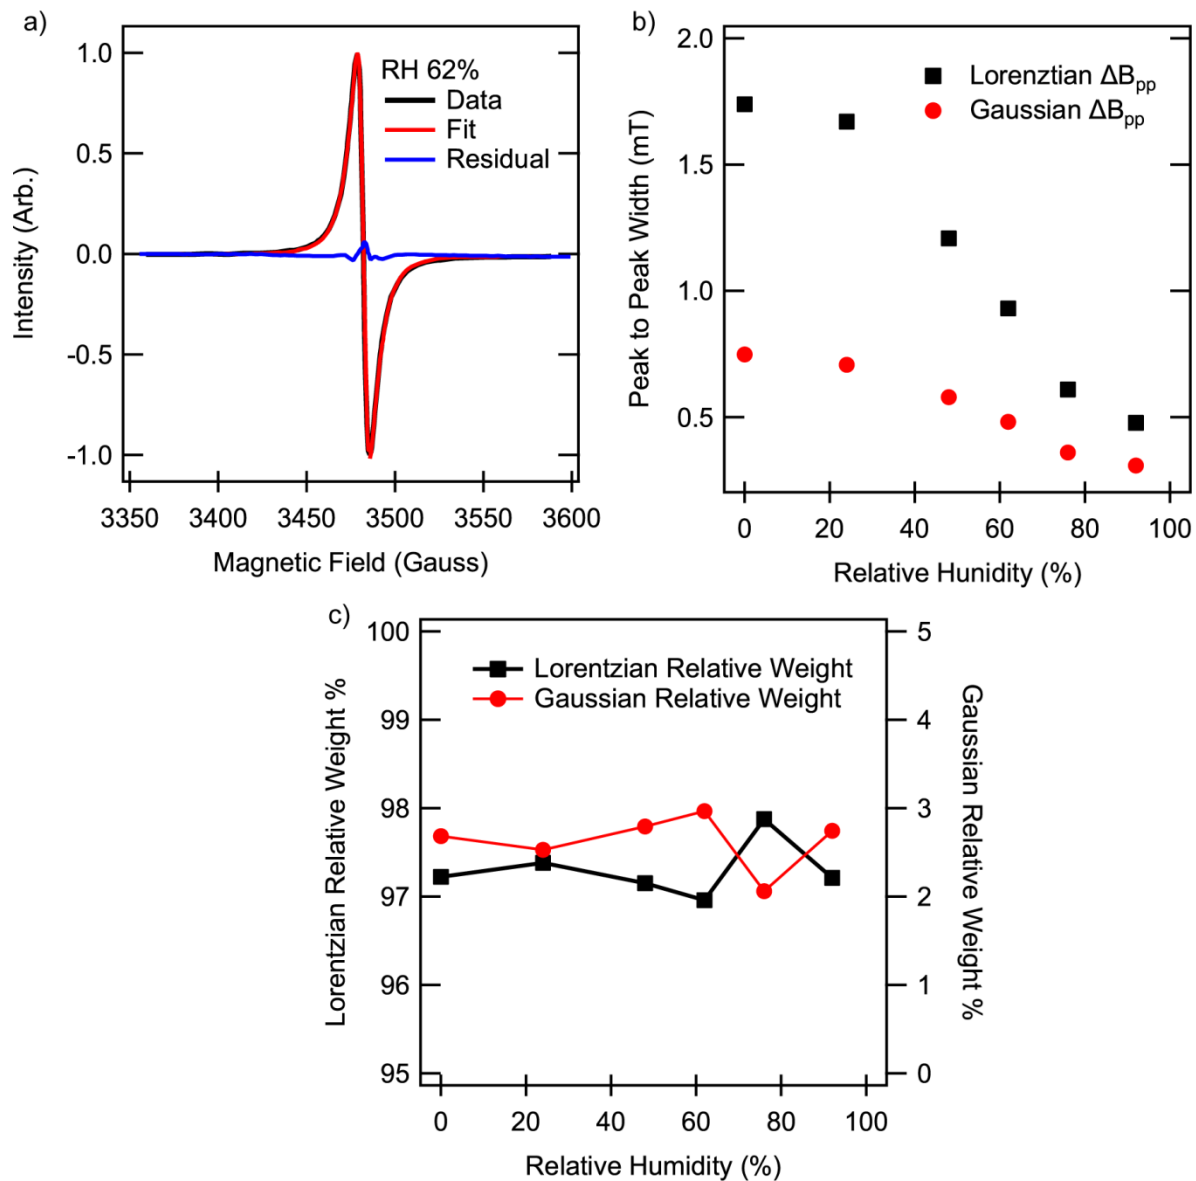 a)
1.0
0.5
0.0
-0.5
-1.0
Intensity (Arb.)
RH 62%
Data
Fit
Residual
3350 3400 3450 3500 3550 3600
Magnetic Field (Gauss)
b)
2.0
1.5
1.0
0.5
Peak to Peak Width (mT)
Lorenztian ΔBpp
Gaussian ΔBpp
0 20 40 60 80 100
Relative Hunidity (%)
c)
100
99
98
97
96
95
Lorentzian Relative Weight %
Lorentzian Relative Weight
Gaussian Relative Weight
5
4
3
2
1
0
Gaussian Relative Weight %
0 20 40 60 80 100
Relative Humidity (%)